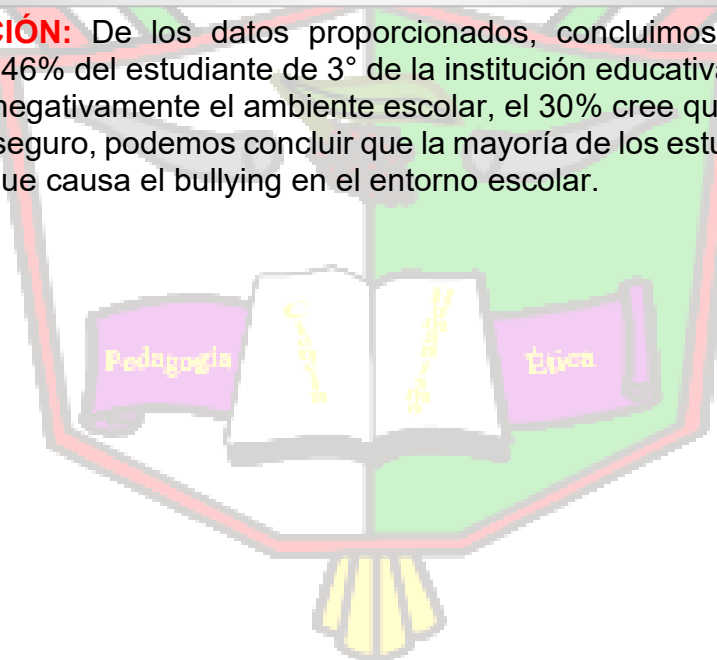 CIÓN: De los datos proporcionados, concluimos
46% del estudiante de 3° de la institución educativa
negativamente el ambiente escolar, el 30% cree qu
seguro, podemos concluir que la mayoría de los estu
ue causa el bullying en el entorno escolar.
Pedagogia
Etica